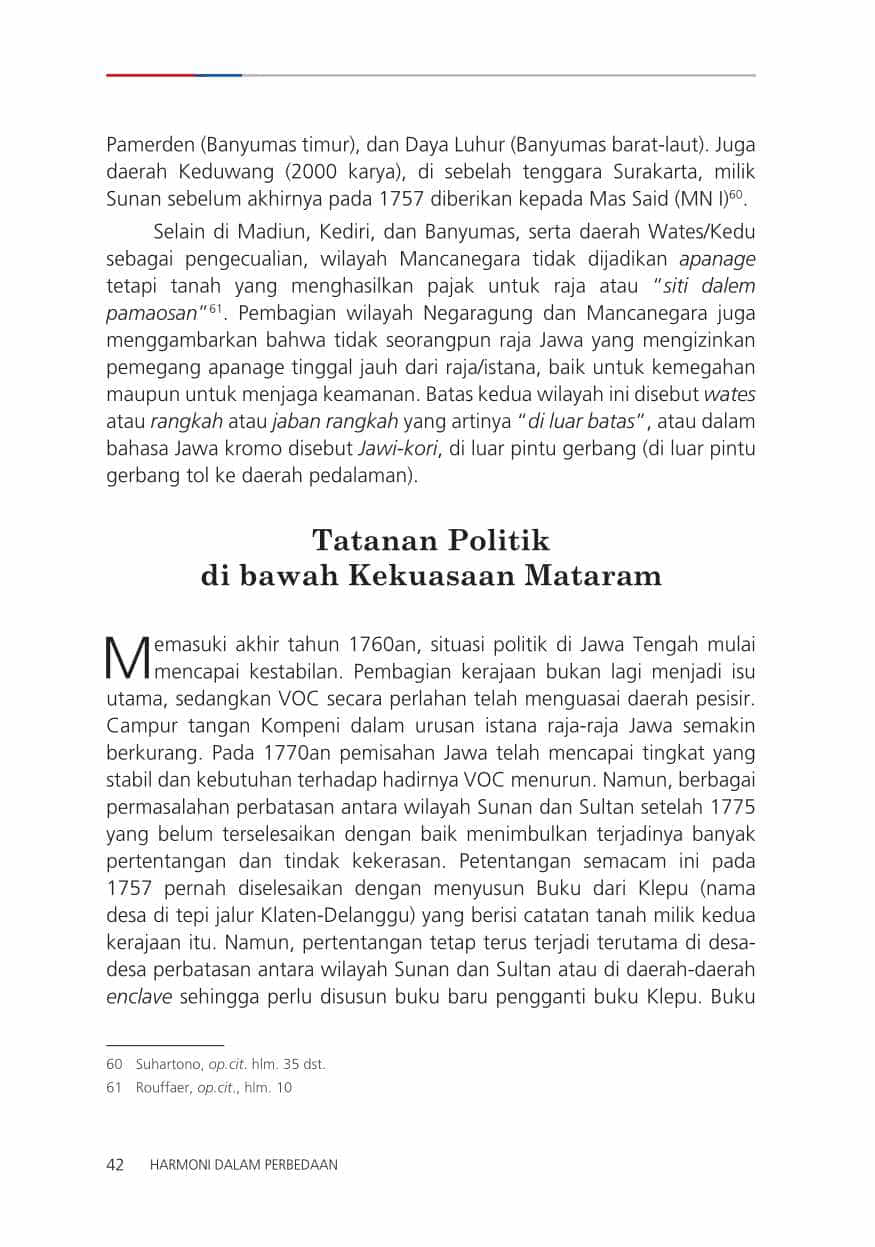 Pamerden (Banyumas timur), dan Daya Luhur (Banyumas barat-laut). Juga
daerah Keduwang (2000 karya), di sebelah tenggara Surakarta, milik
Sunan sebelum akhirnya pada 1757 diberikan kepada Mas Said (MN I)60.
Selain di Madiun, Kediri, dan Banyumas, serta daerah Wates/Kedu
sebagai pengecualian, wilayah Mancanegara tidak dijadikan apanage
tetapi tanah yang menghasilkan pajak untuk raja atau “siti dalem
pamaosan”61. Pembagian wilayah Negaragung dan Mancanegara juga
menggambarkan bahwa tidak seorangpun raja Jawa yang mengizinkan
pemegang apanage tinggal jauh dari raja/istana, baik untuk kemegahan
maupun untuk menjaga keamanan. Batas kedua wilayah ini disebut wates
atau rangkah atau jaban rangkah yang artinya “di luar batas”, atau dalam
bahasa Jawa kromo disebut Jawi-kori, di luar pintu gerbang (di luar pintu
gerbang tol ke daerah pedalaman).
Tatanan Politik
di bawah Kekuasaan Mataram
Memasuki akhir tahun 1760an, situasi politik di Jawa Tengah mulai
mencapai kestabilan. Pembagian kerajaan bukan lagi menjadi isu
utama, sedangkan VOC secara perlahan telah menguasai daerah pesisir.
Campur tangan Kompeni dalam urusan istana raja-raja Jawa semakin
berkurang. Pada 1770an pemisahan Jawa telah mencapai tingkat yang
stabil dan kebutuhan terhadap hadirnya VOC menurun. Namun, berbagai
permasalahan perbatasan antara wilayah Sunan dan Sultan setelah 1775
yang belum terselesaikan dengan baik menimbulkan terjadinya banyak
pertentangan dan tindak kekerasan. Petentangan semacam ini pada
1757 pernah diselesaikan dengan menyusun Buku dari Klepu (nama
desa di tepi jalur Klaten-Delanggu) yang berisi catatan tanah milik kedua
kerajaan itu. Namun, pertentangan tetap terus terjadi terutama di desa-
desa perbatasan antara wilayah Sunan dan Sultan atau di daerah-daerah
enclave sehingga perlu disusun buku baru pengganti buku Klepu. Buku
60 Suhartono, op.cit. hlm. 35 dst.
61 Rouffaer, op.cit., hlm. 10
42 HARMONI DALAM PERBEDAAN